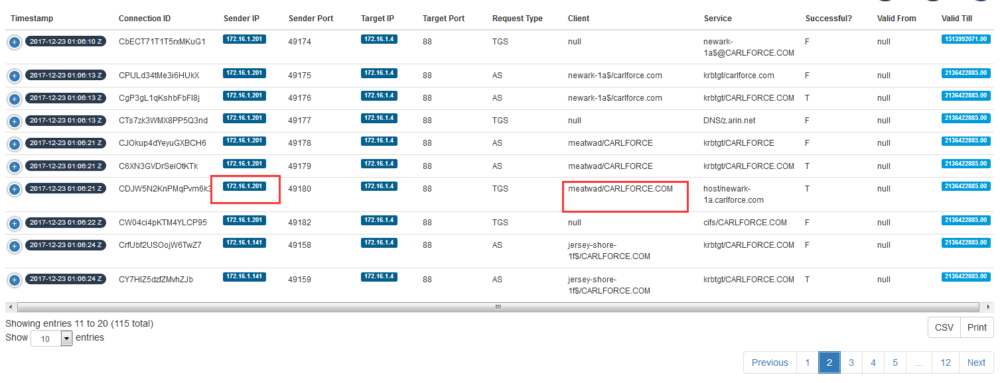 Timestamp Connection ID Sender IP Sender Port Target IP Target Port Request Type Client Service Successful? Valid From Valid Till
+ 2017-12-23 01:06:10 Z CbECT71T1T5rxMKuG1 172.16.1.201 49174 172.16.1.4 88 TGS null newark- F null 1513992071.00
1a$@CARLFORCE.COM
+ 2017-12-23 01:06:13 Z CPULd34tMe3i6HUkX 172.16.1.201 49175 172.16.1.4 88 AS newark-1a$/carlforce.com krbtgt/carlforce.com F null 2136422885.00
+ 2017-12-23 01:06:13 Z CgP3gL1qKshbFbFl8j 172.16.1.201 49176 172.16.1.4 88 AS newark-1a$/carlforce.com krbtgt/CARLFORCE.COM T null 2136422885.00
+ 2017-12-23 01:06:13 Z CTs7zk3WMX8PP5Q3nd 172.16.1.201 49177 172.16.1.4 88 TGS null DNS/z.arin.net F null 2136422885.00
+ 2017-12-23 01:06:21 Z CJOkup4dYeyuGXBCH6 172.16.1.201 49178 172.16.1.4 88 AS meatwad/CARLFORCE krbtgt/CARLFORCE F null 2136422885.00
+ 2017-12-23 01:06:21 Z C6XN3GVDrSeiOtKTk 172.16.1.201 49179 172.16.1.4 88 AS meatwad/CARLFORCE krbtgt/CARLFORCE.COM T null 2136422885.00
+ 2017-12-23 01:06:21 Z CDJW5N2KnPMqPvm6k3 172.16.1.201 49180 172.16.1.4 88 TGS meatwad/CARLFORCE.COM host/newark- T null 2136422885.00
1a.carlforce.com
+ 2017-12-23 01:06:22 Z CW04ci4pKTM4YLCP95 172.16.1.201 49182 172.16.1.4 88 TGS null cifs/CARLFORCE.COM F null 2136422885.00
+ 2017-12-23 01:06:24 Z CrfUbf2USOojW6TwZ7 172.16.1.141 49158 172.16.1.4 88 AS jersey-shore- krbtgt/CARLFORCE.COM F null 2136422885.00
1f$/CARLFORCE.COM
+ 2017-12-23 01:06:24 Z CY7HIZ5dzfZMvhZJb 172.16.1.141 49159 172.16.1.4 88 AS jersey-shore- krbtgt/CARLFORCE.COM T null 2136422885.00
1f$/CARLFORCE.COM
Showing entries 11 to 20 (115 total) CSV Print
Show 10 entries
Previous 1 2 3 4 5 … 12 Next